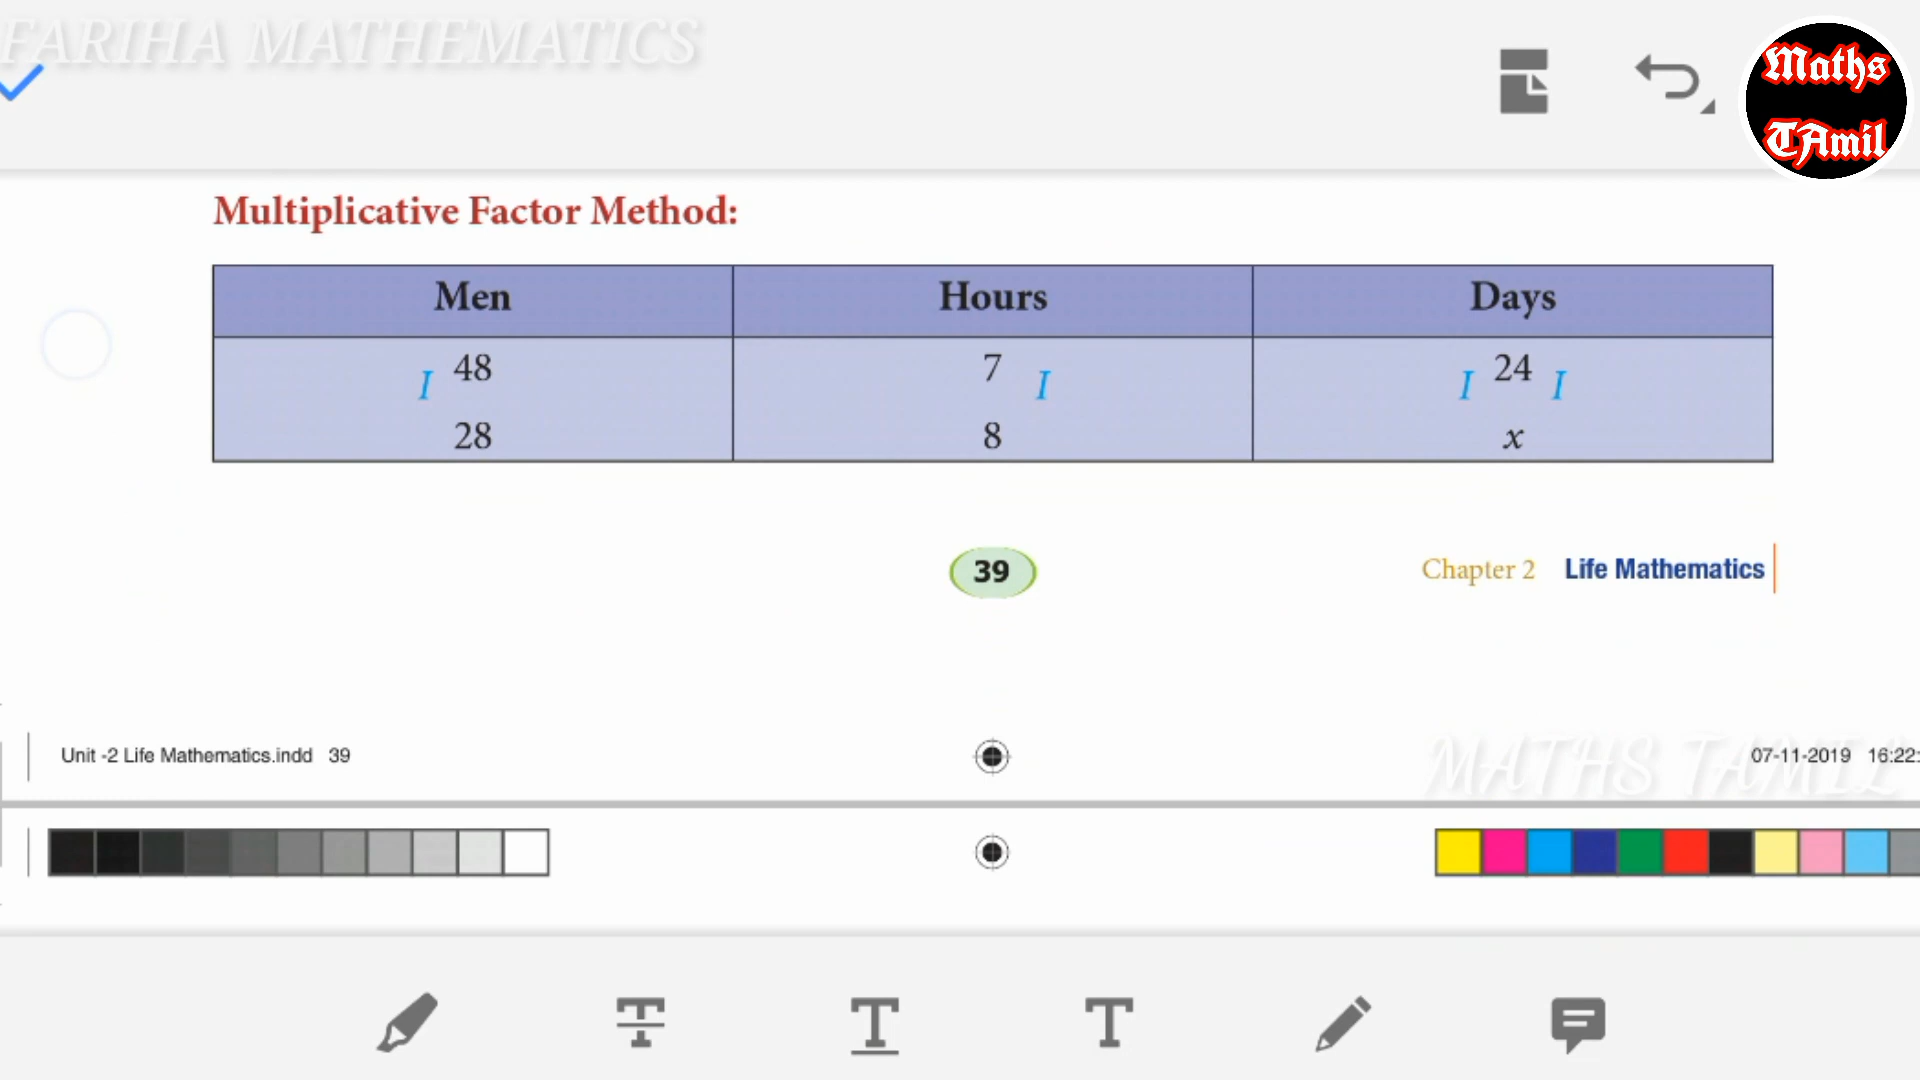 FARIHA MATHEMATICS
Maths
TAmil
Multiplicative Factor Method:
Men Hours Days
I 48 7 I I 24 I
28 8 x
39
Chapter 2 Life Mathematics
Unit -2 Life Mathematics.indd 39
07-11-2019 16:22:
MATHS TAMIL
T T T